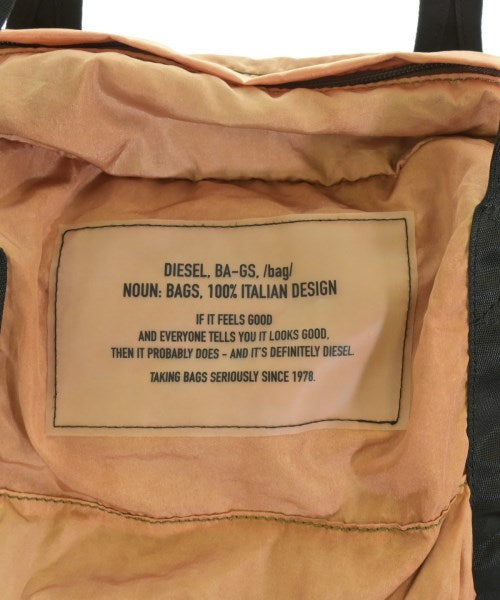 DIESEL, BA-GS, /bag/
NOUN: BAGS, 100% ITALIAN DESIGN
IF IT FEELS GOOD
AND EVERYONE TELLS YOU IT LOOKS GOOD,
THEN IT PROBABLY DOES - AND IT'S DEFINITELY DIESEL.
TAKING BAGS SERIOUSLY SINCE 1978.